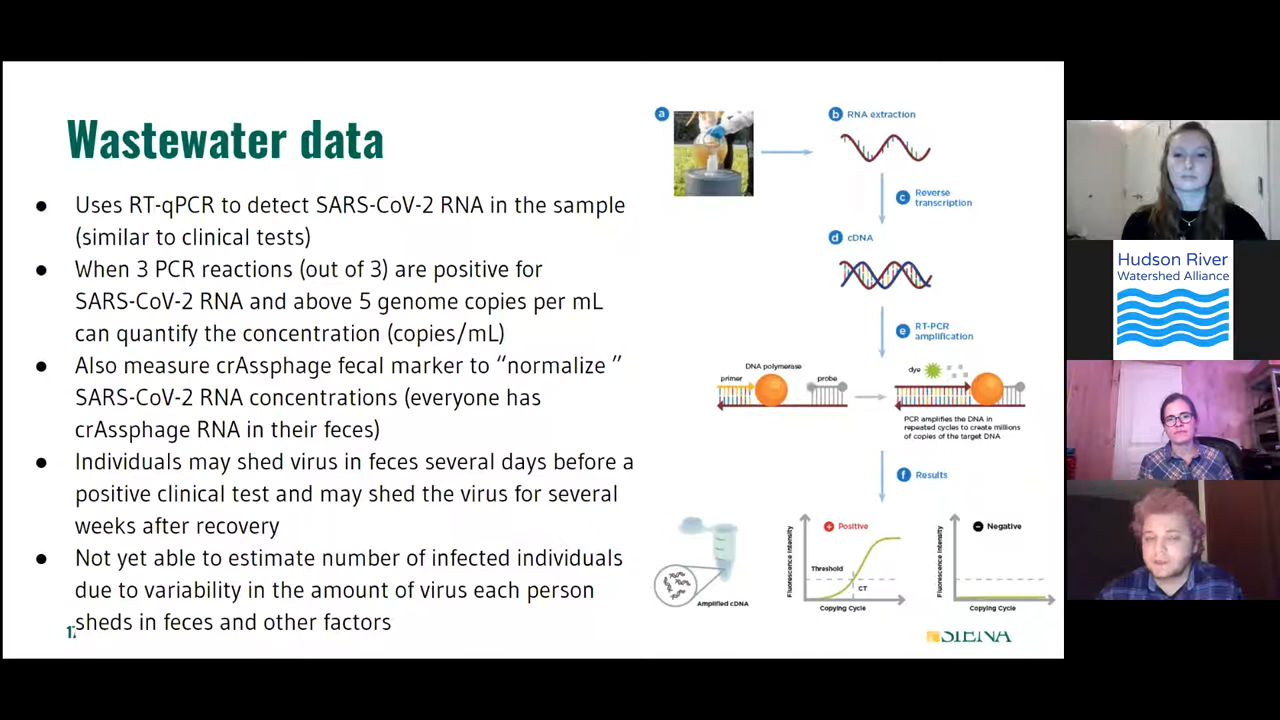 Wastewater data
● Uses RT-qPCR to detect SARS-CoV-2 RNA in the sample
(similar to clinical tests)
● When 3 PCR reactions (out of 3) are positive for
SARS-CoV-2 RNA and above 5 genome copies per mL
can quantify the concentration (copies/mL)
● Also measure crAssphage fecal marker to “normalize ”
SARS-CoV-2 RNA concentrations (everyone has
crAssphage RNA in their feces)
● Individuals may shed virus in feces several days before a
positive clinical test and may shed the virus for several
weeks after recovery
● Not yet able to estimate number of infected individuals
due to variability in the amount of virus each person
sheds in feces and other factors
a
b RNA extraction
c Reverse
transcription
d cDNA
e RT-PCR
amplification
DNA polymerase
primer
probe
dye
PCR amplifies the DNA in
repeated cycles to create millions
of copies of the target DNA
f Results
Amplified cDNA
Fluorescence Intensity
+ Positive
Threshold
CT
Copying Cycle
Fluorescence Intensity
− Negative
Copying Cycle
SIENA
Hudson River
Watershed Alliance